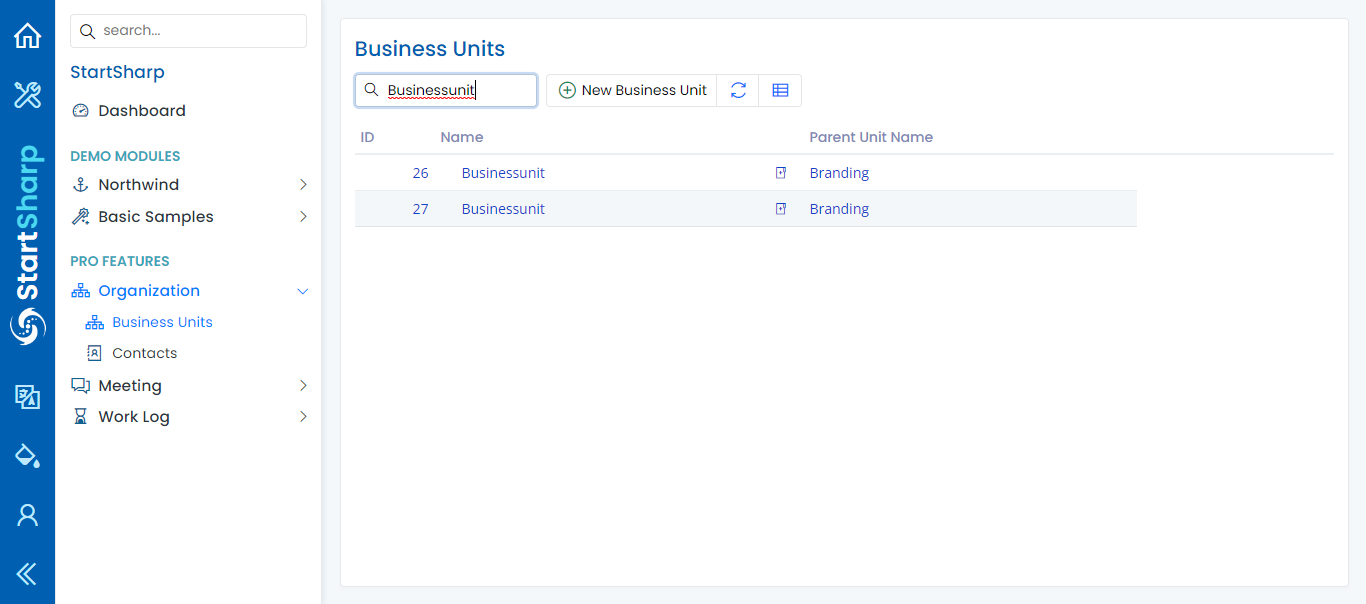 StartSharp
search...
StartSharp
Dashboard
DEMO MODULES
Northwind
Basic Samples
PRO FEATURES
Organization
Business Units
Contacts
Meeting
Work Log
Business Units
Businessunit
New Business Unit
ID Name Parent Unit Name
26 Businessunit Branding
27 Businessunit Branding